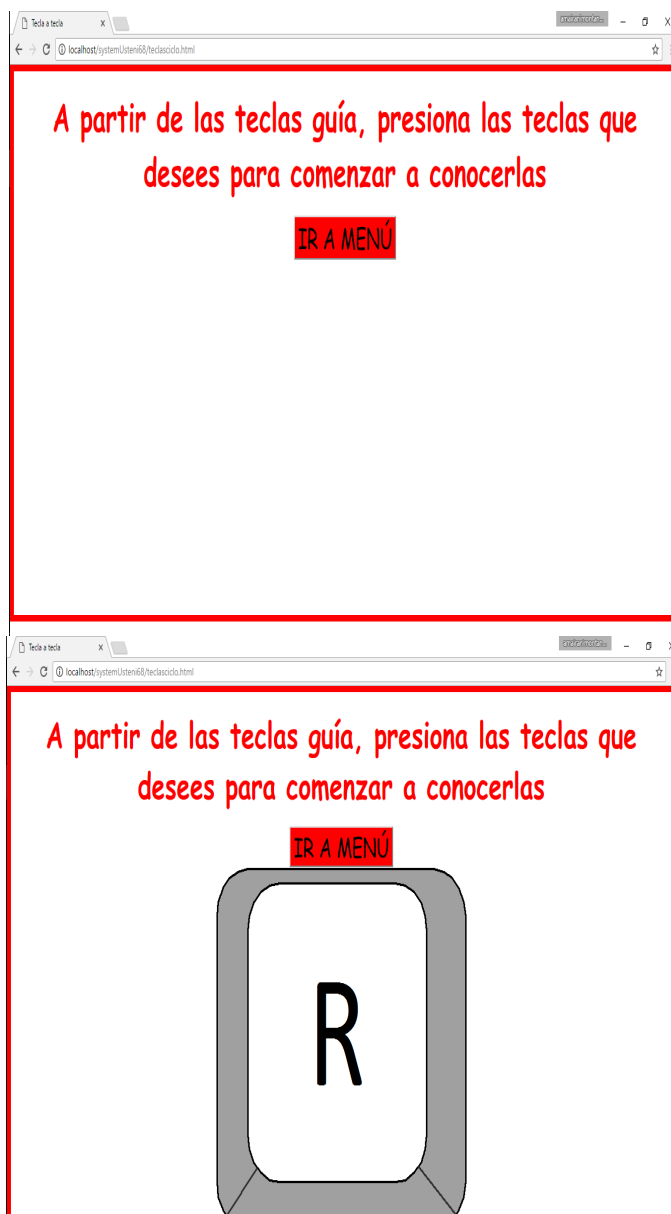 Tecla a tecla
localhost/systemUsteni68/teclasciclo.html
A partir de las teclas guía, presiona las teclas que
desees para comenzar a conocerlas
IR A MENÚ
Tecla a tecla
localhost/systemUsteni68/teclasciclo.html
A partir de las teclas guía, presiona las teclas que
desees para comenzar a conocerlas
IR A MENÚ
R